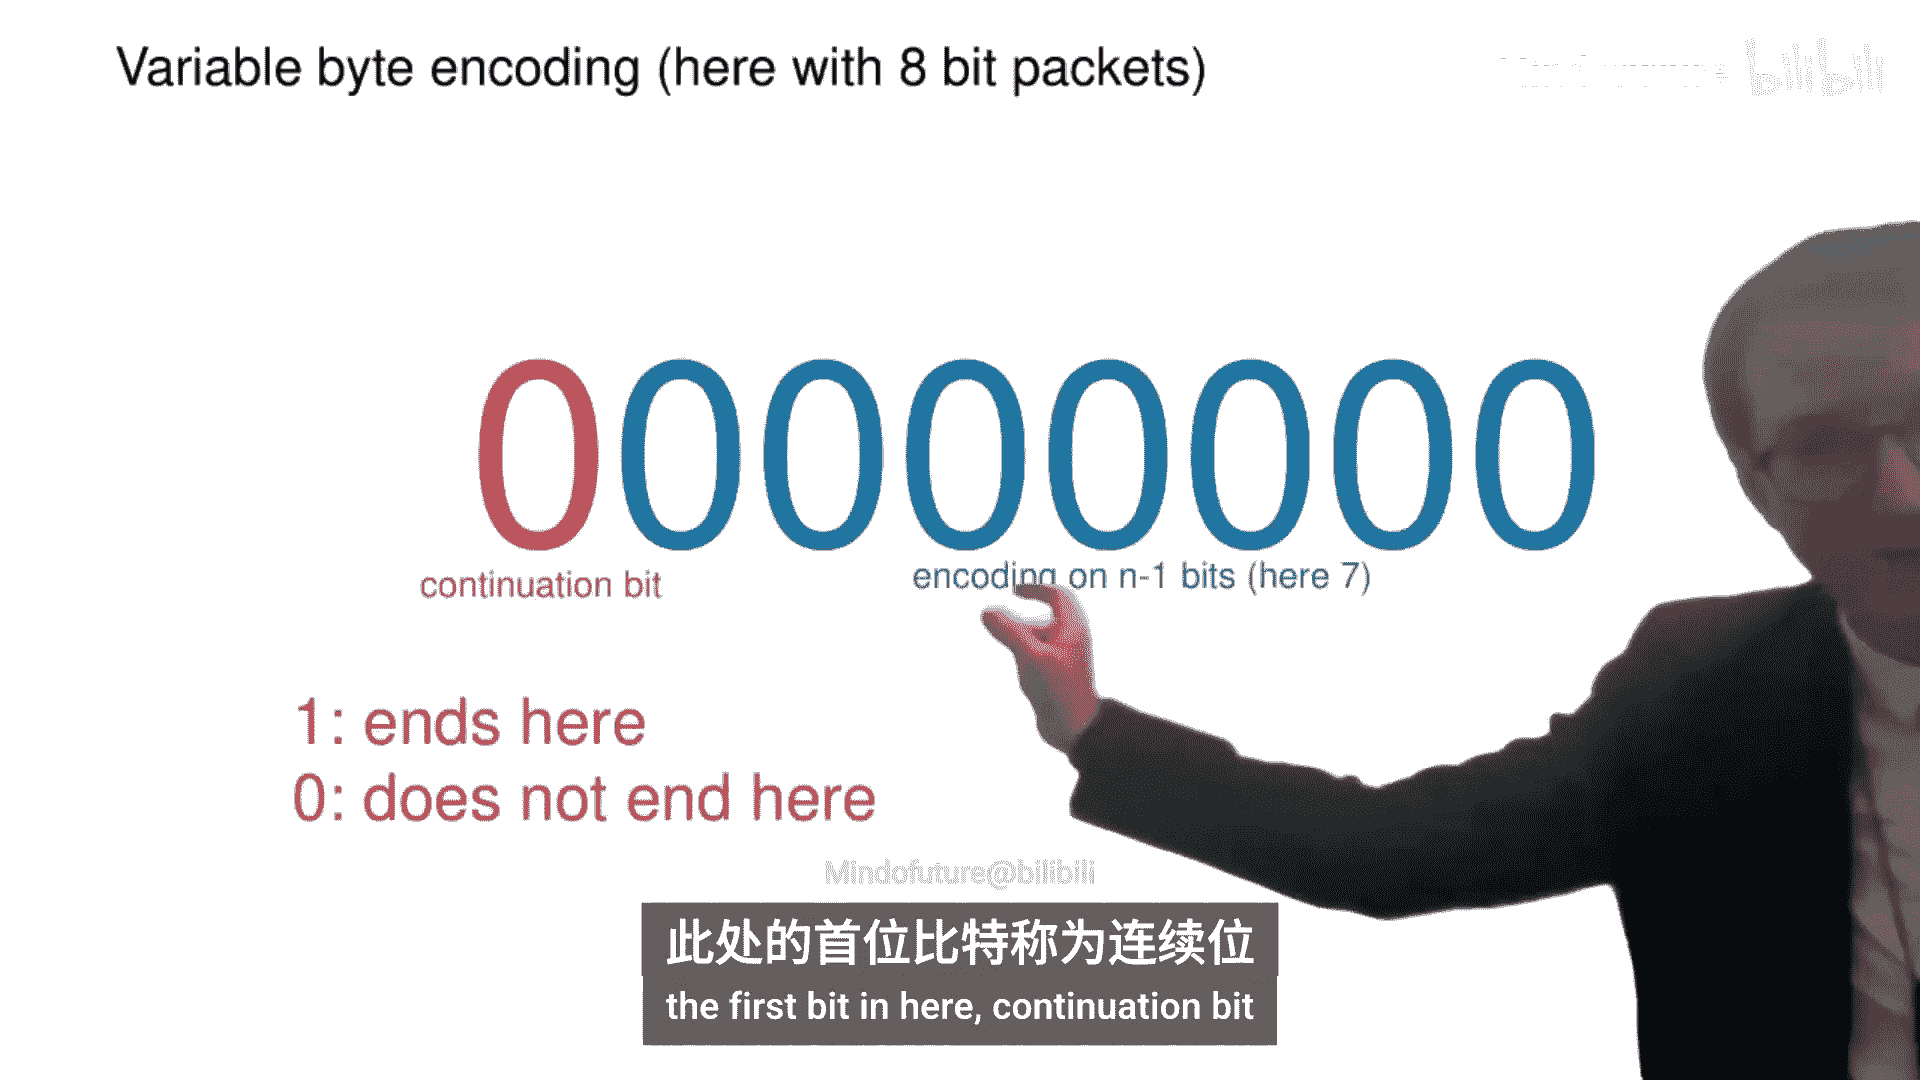 Variable byte encoding (here with 8 bit packets)
bilibili
00000000
continuation bit
encoding on n-1 bits (here 7)
1: ends here
0: does not end here
Mindofuture@bilibili
此处的首位比特称为连续位
the first bit in here, continuation bit